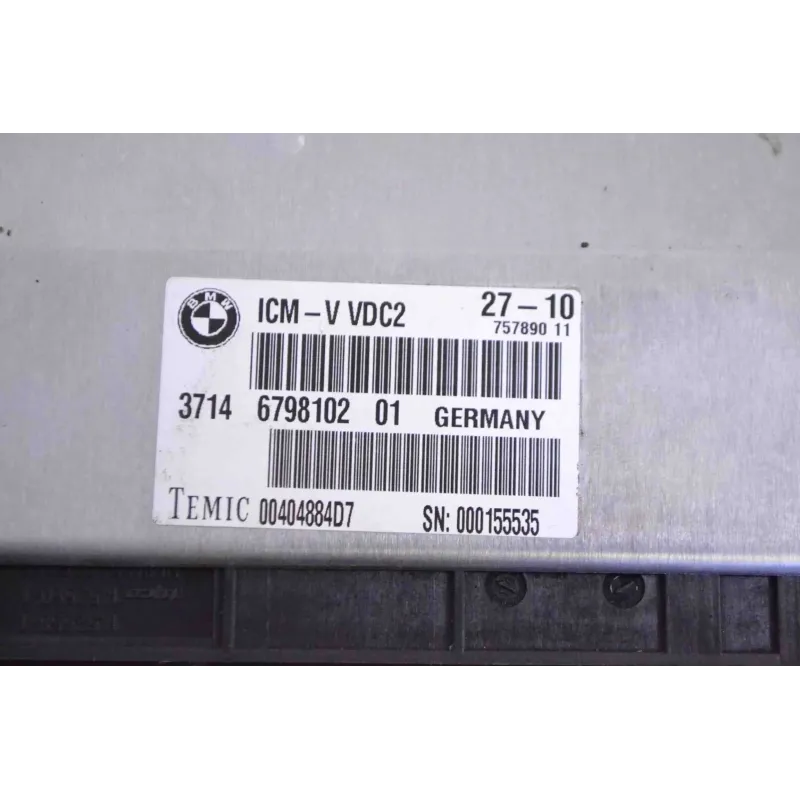 BMW
ICM-V VDC2 27-10
757890 11
3714 6798102 01 GERMANY
TEMIC 00404884D7 SN: 000155535